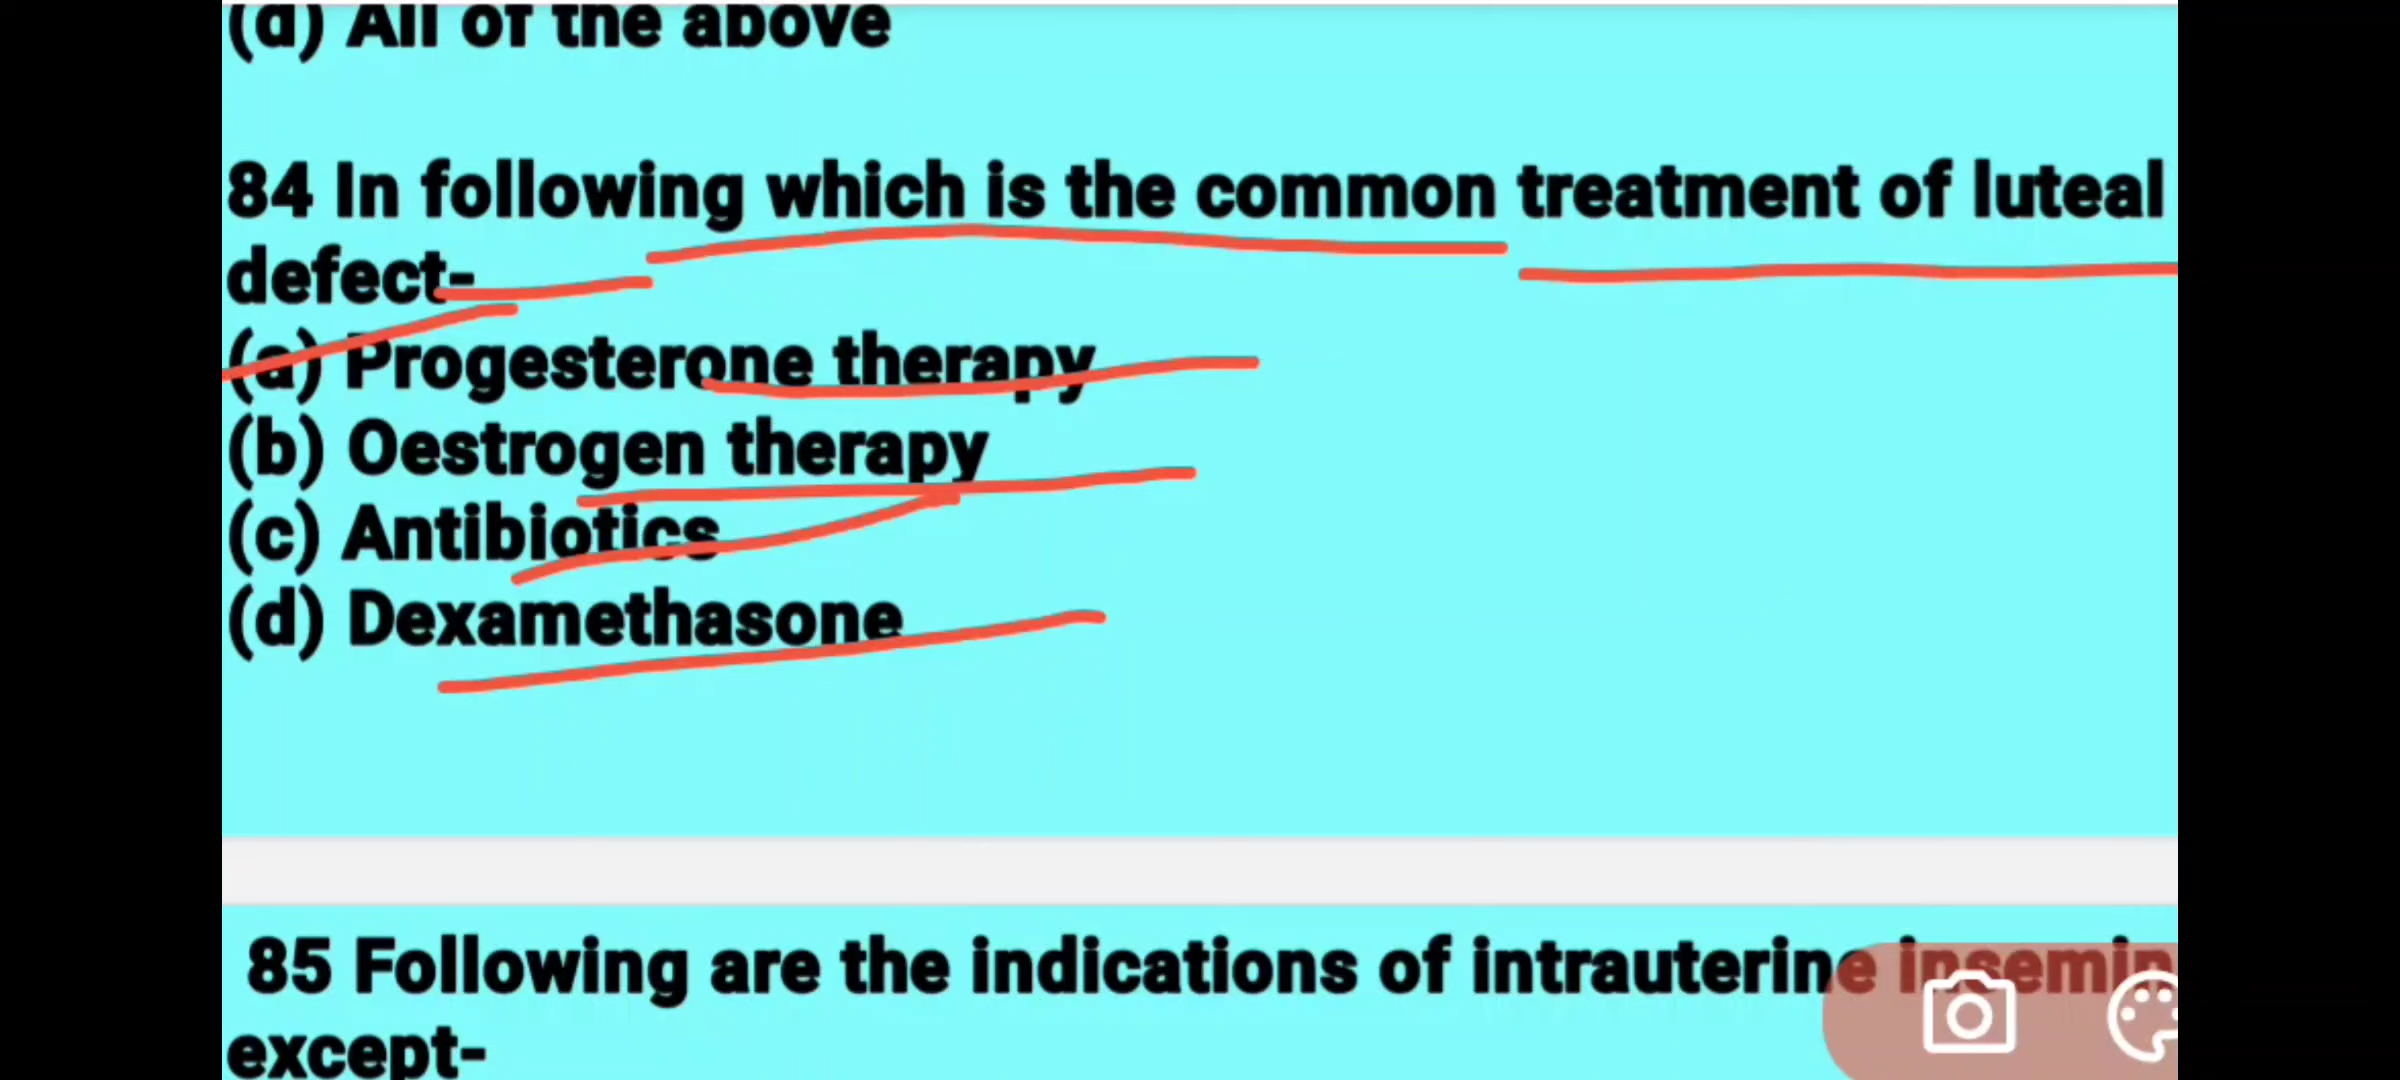 (d) All of the above
84 In following which is the common treatment of luteal
defect-
(a) Progesterone therapy
(b) Oestrogen therapy
(c) Antibiotics
(d) Dexamethasone
85 Following are the indications of intrauterine insemin
except-